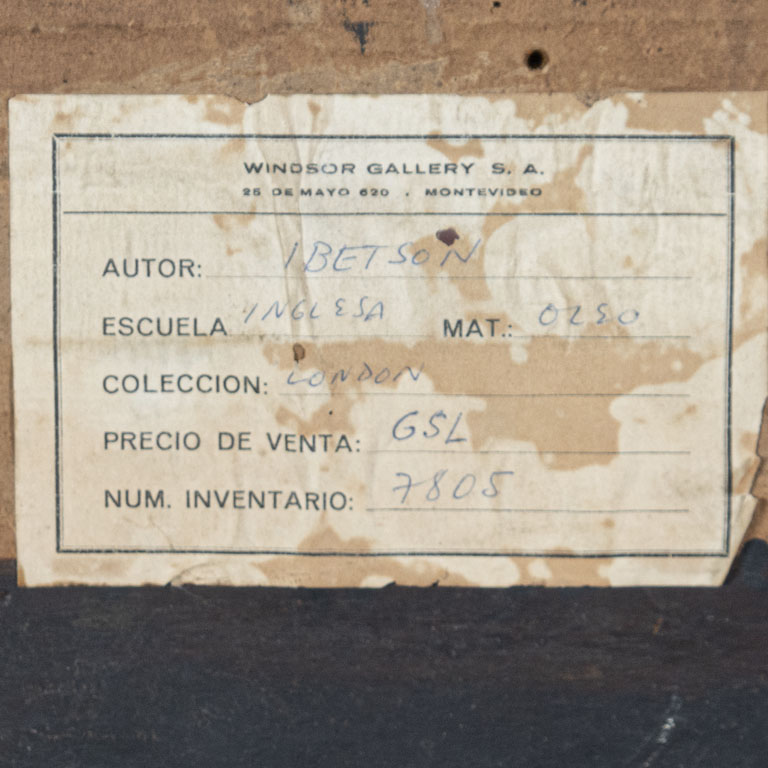 WINDSOR GALLERY S. A.
25 DE MAYO 620 . MONTEVIDEO
AUTOR: IBETSON
ESCUELA INGLESA MAT.: OLEO
COLECCION: LONDON
PRECIO DE VENTA: GSL
NUM. INVENTARIO: 7805